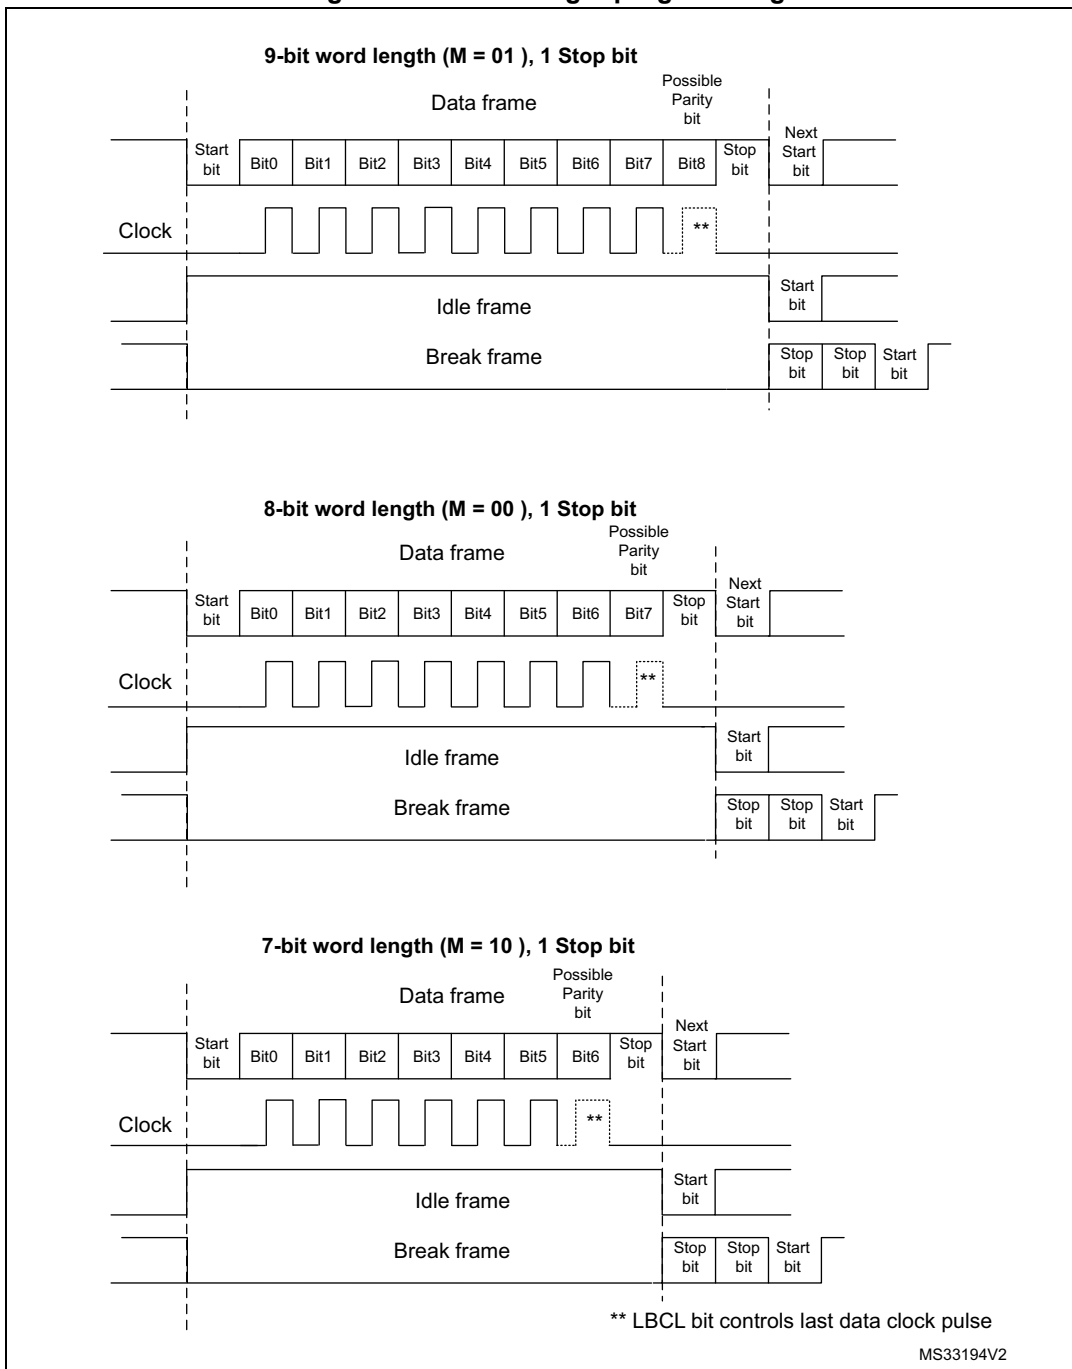 9-bit word length (M = 01 ), 1 Stop bit
Data frame
Possible
Parity
bit
Start
bit
Bit0 Bit1 Bit2 Bit3 Bit4 Bit5 Bit6 Bit7 Bit8
Stop
bit
Next
Start
bit
Clock
**
Idle frame
Start
bit
Break frame
Stop
bit
Stop
bit
Start
bit
8-bit word length (M = 00 ), 1 Stop bit
Data frame
Possible
Parity
bit
Start
bit
Bit0 Bit1 Bit2 Bit3 Bit4 Bit5 Bit6 Bit7
Stop
bit
Next
Start
bit
Clock
**
Idle frame
Start
bit
Break frame
Stop
bit
Stop
bit
Start
bit
7-bit word length (M = 10 ), 1 Stop bit
Data frame
Possible
Parity
bit
Start
bit
Bit0 Bit1 Bit2 Bit3 Bit4 Bit5 Bit6
Stop
bit
Next
Start
bit
Clock
**
Idle frame
Start
bit
Break frame
Stop
bit
Stop
bit
Start
bit
** LBCL bit controls last data clock pulse
MS33194V2